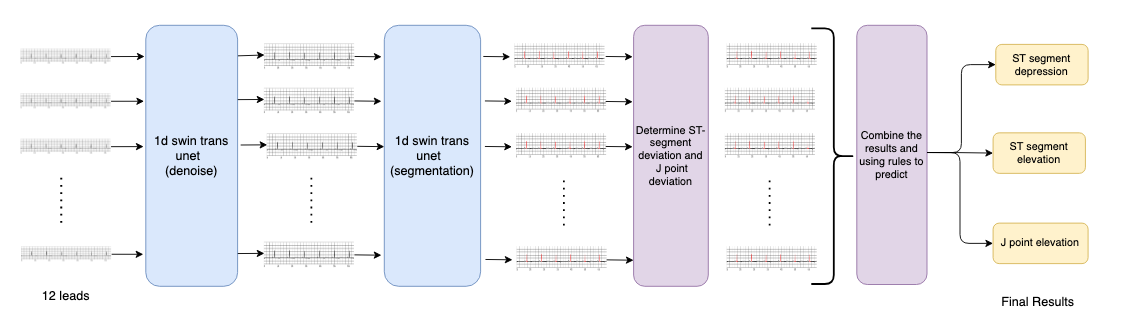 1d swin trans
unet
(denoise)
1d swin trans
unet
(segmentation)
Determine ST-
segment
deviation and
J point
deviation
Combine the
results and
using rules to
predict
ST segment
depression
ST segment
elevation
J point elevation
12 leads
Final Results